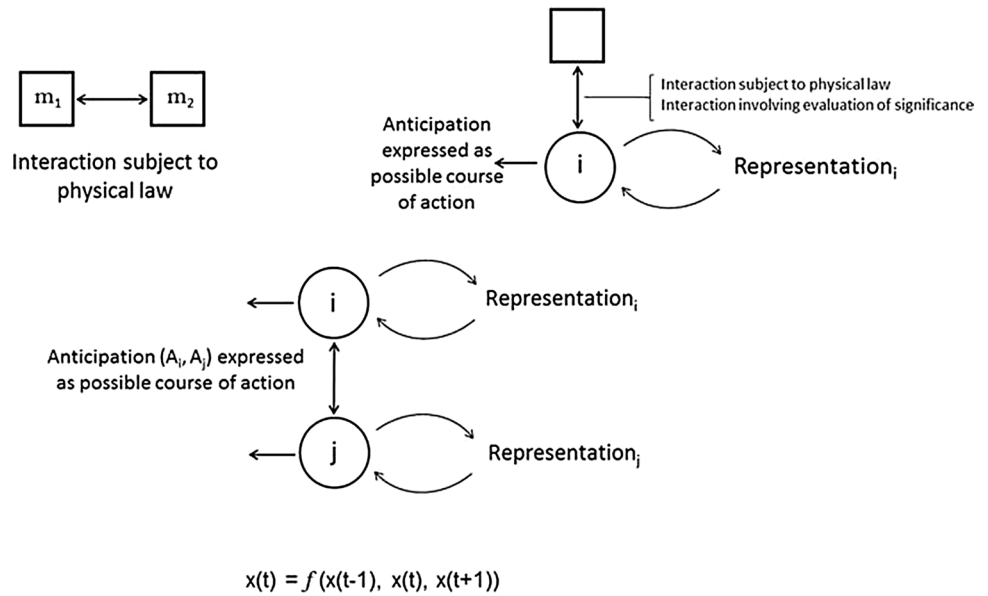 m₁
m₂
Interaction subject to
physical law
Interaction subject to physical law
Interaction involving evaluation of significance
Anticipation
expressed as
possible course
of action
i
Representationᵢ
i
Representationᵢ
Anticipation (Aᵢ, Aⱼ) expressed
as possible course of action
j
Representationⱼ
x(t) = f (x(t-1), x(t), x(t+1))